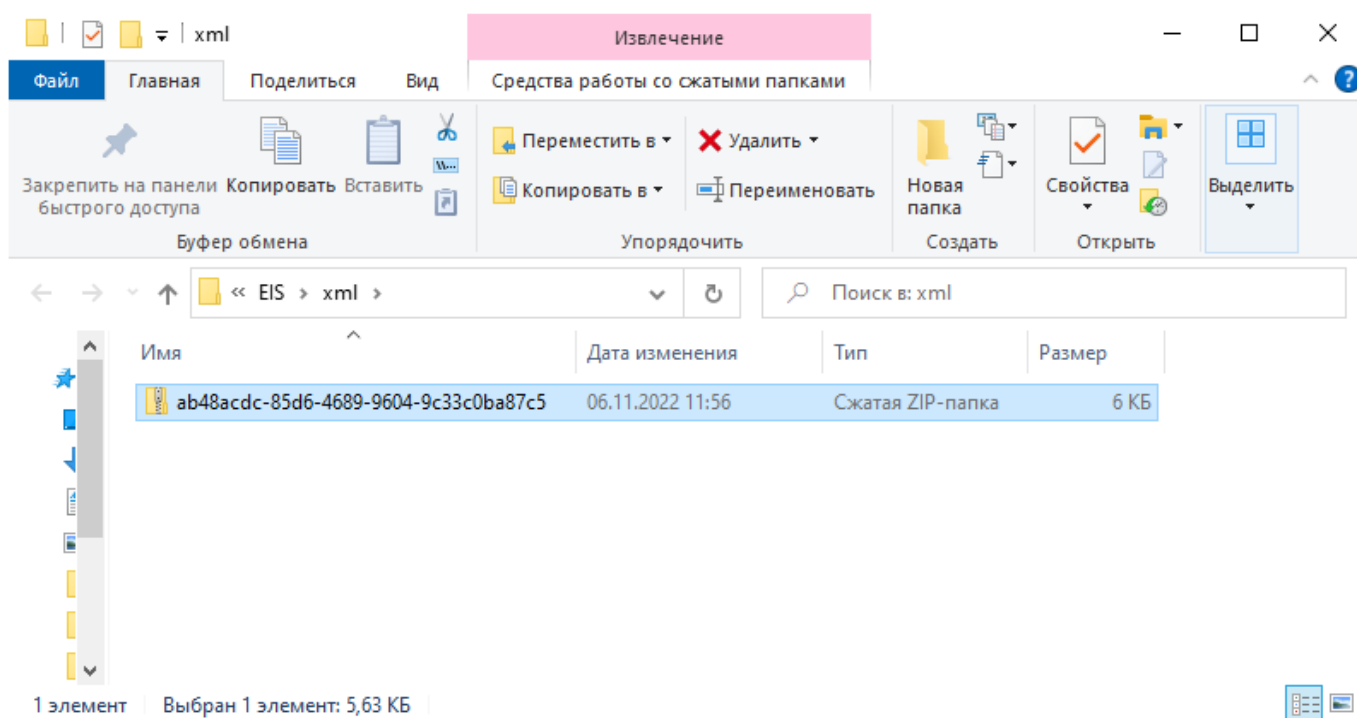 xml
Извлечение
Файл Главная Поделиться Вид Средства работы со сжатыми папками
Закрепить на панели быстрого доступа
Копировать
Вставить
Переместить в
Копировать в
Удалить
Переименовать
Новая папка
Свойства
Выделить
Буфер обмена Упорядочить Создать Открыть
« EIS › xml ›
Поиск в: xml
Имя Дата изменения Тип Размер
ab48acdc-85d6-4689-9604-9c33c0ba87c5 06.11.2022 11:56 Сжатая ZIP-папка 6 КБ
1 элемент Выбран 1 элемент: 5,63 КБ